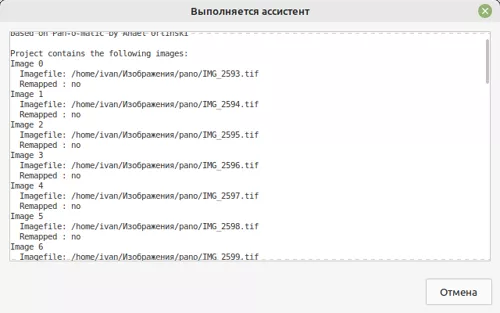 Выполняется ассистент
based on Pan-o-matic by Anael Orlinski
Project contains the following images:
Image 0
Imagefile: /home/ivan/Изображения/pano/IMG_2593.tif
Remapped : no
Image 1
Imagefile: /home/ivan/Изображения/pano/IMG_2594.tif
Remapped : no
Image 2
Imagefile: /home/ivan/Изображения/pano/IMG_2595.tif
Remapped : no
Image 3
Imagefile: /home/ivan/Изображения/pano/IMG_2596.tif
Remapped : no
Image 4
Imagefile: /home/ivan/Изображения/pano/IMG_2597.tif
Remapped : no
Image 5
Imagefile: /home/ivan/Изображения/pano/IMG_2598.tif
Remapped : no
Image 6
Imagefile: /home/ivan/Изображения/pano/IMG_2599.tif
Отмена